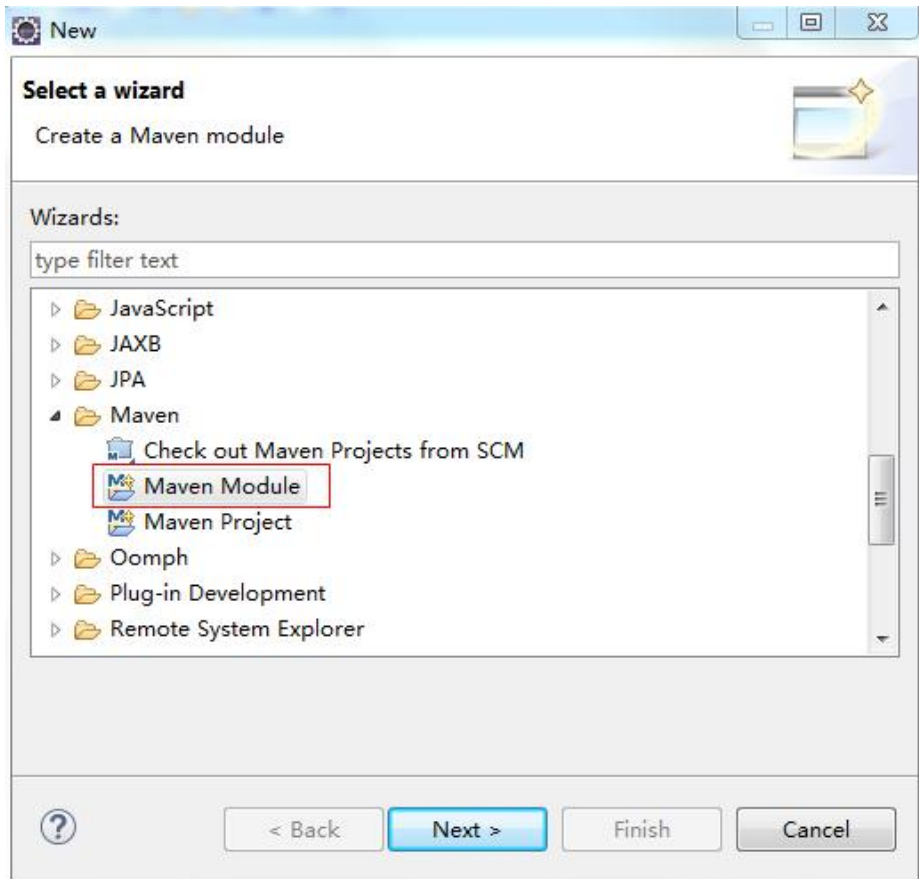 New
Select a wizard
Create a Maven module
Wizards:
type filter text
JavaScript
JAXB
JPA
Maven
Check out Maven Projects from SCM
Maven Module
Maven Project
Oomph
Plug-in Development
Remote System Explorer
? < Back Next > Finish Cancel